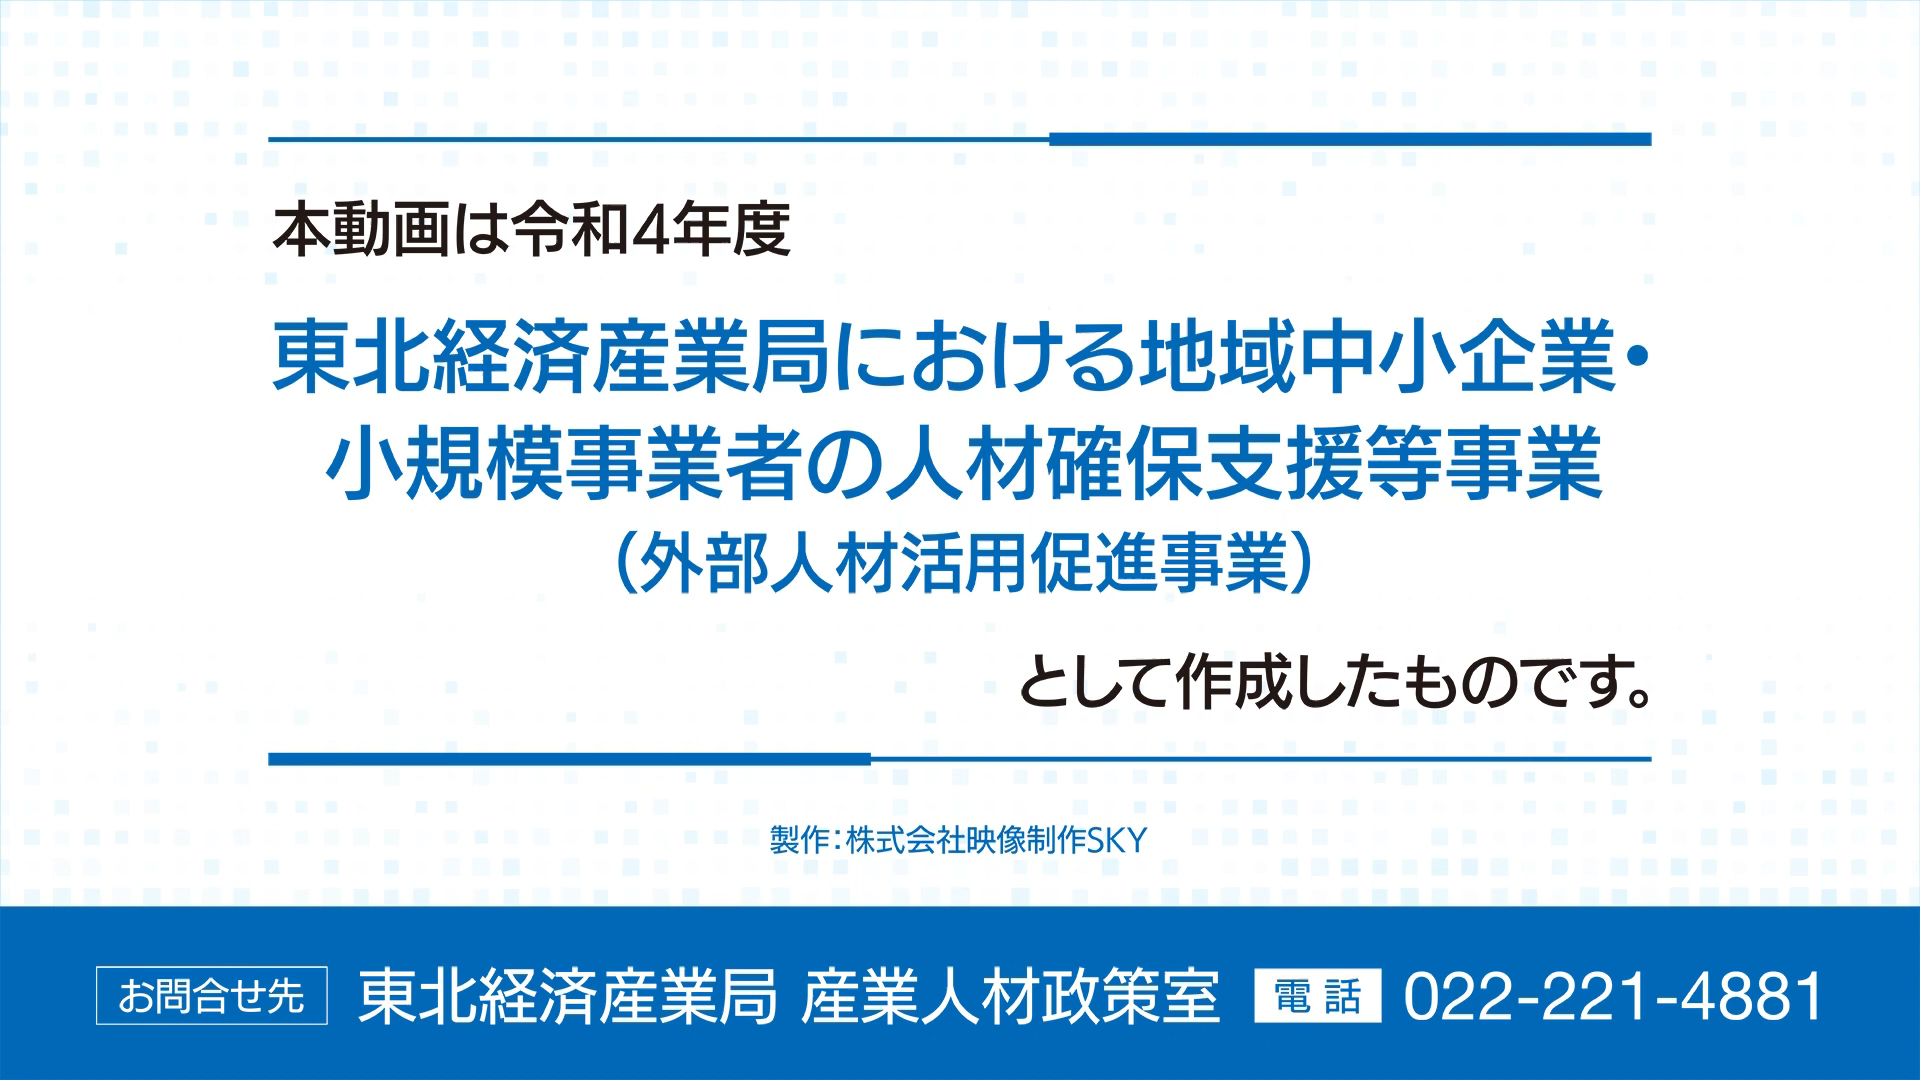 本動画は令和4年度
東北経済産業局における地域中小企業・
小規模事業者の人材確保支援等事業
（外部人材活用促進事業）
として作成したものです。
製作：株式会社映像制作SKY
お問合せ先 東北経済産業局 産業人材政策室 電話 022-221-4881